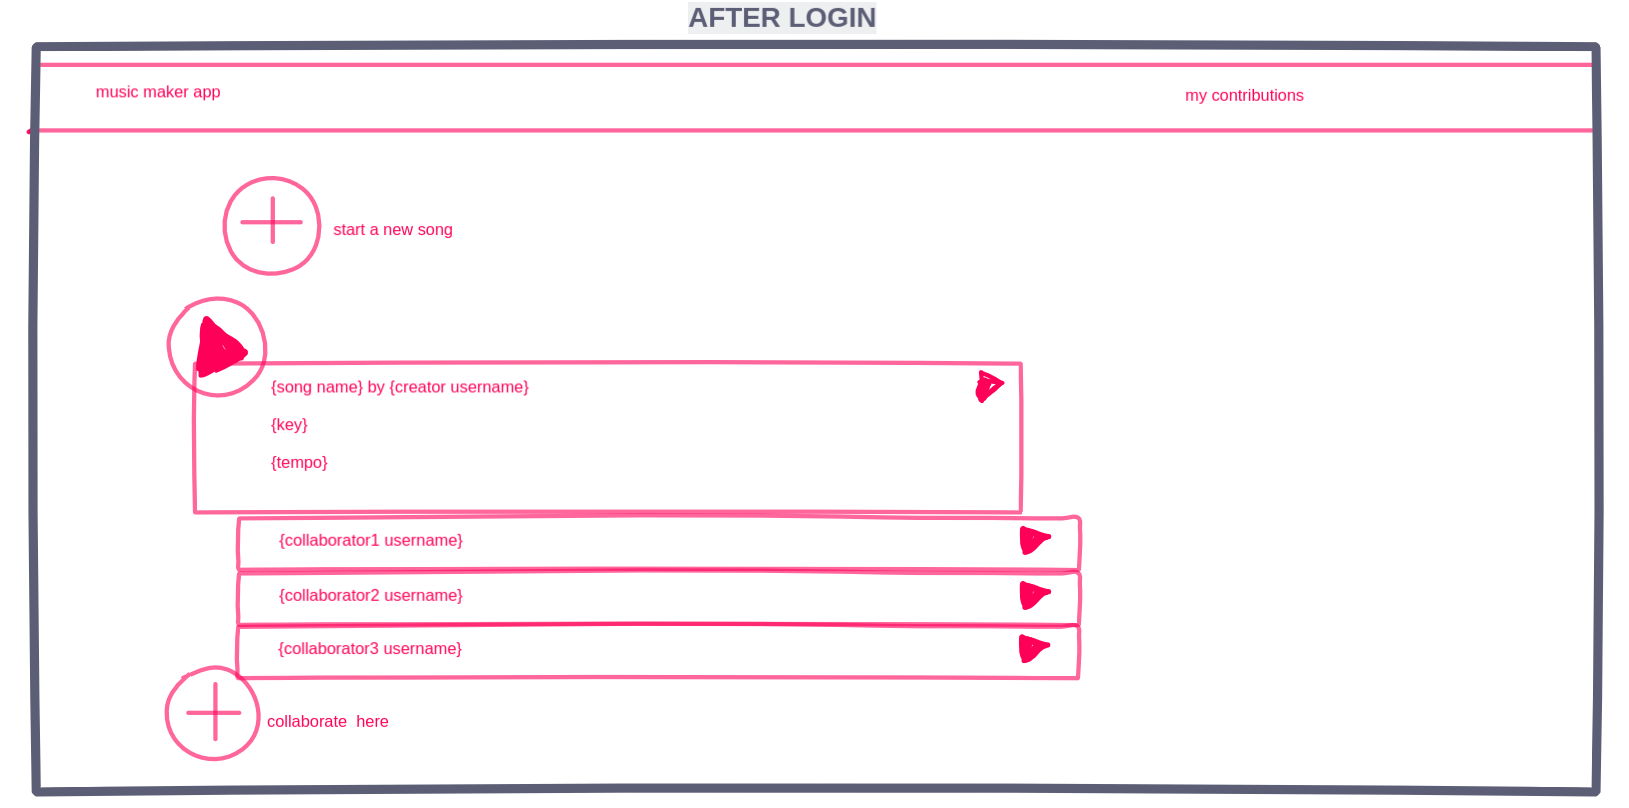 AFTER LOGIN
music maker app
my contributions
start a new song
{song name} by {creator username}
{key}
{tempo}
{collaborator1 username}
{collaborator2 username}
{collaborator3 username}
collaborate  here